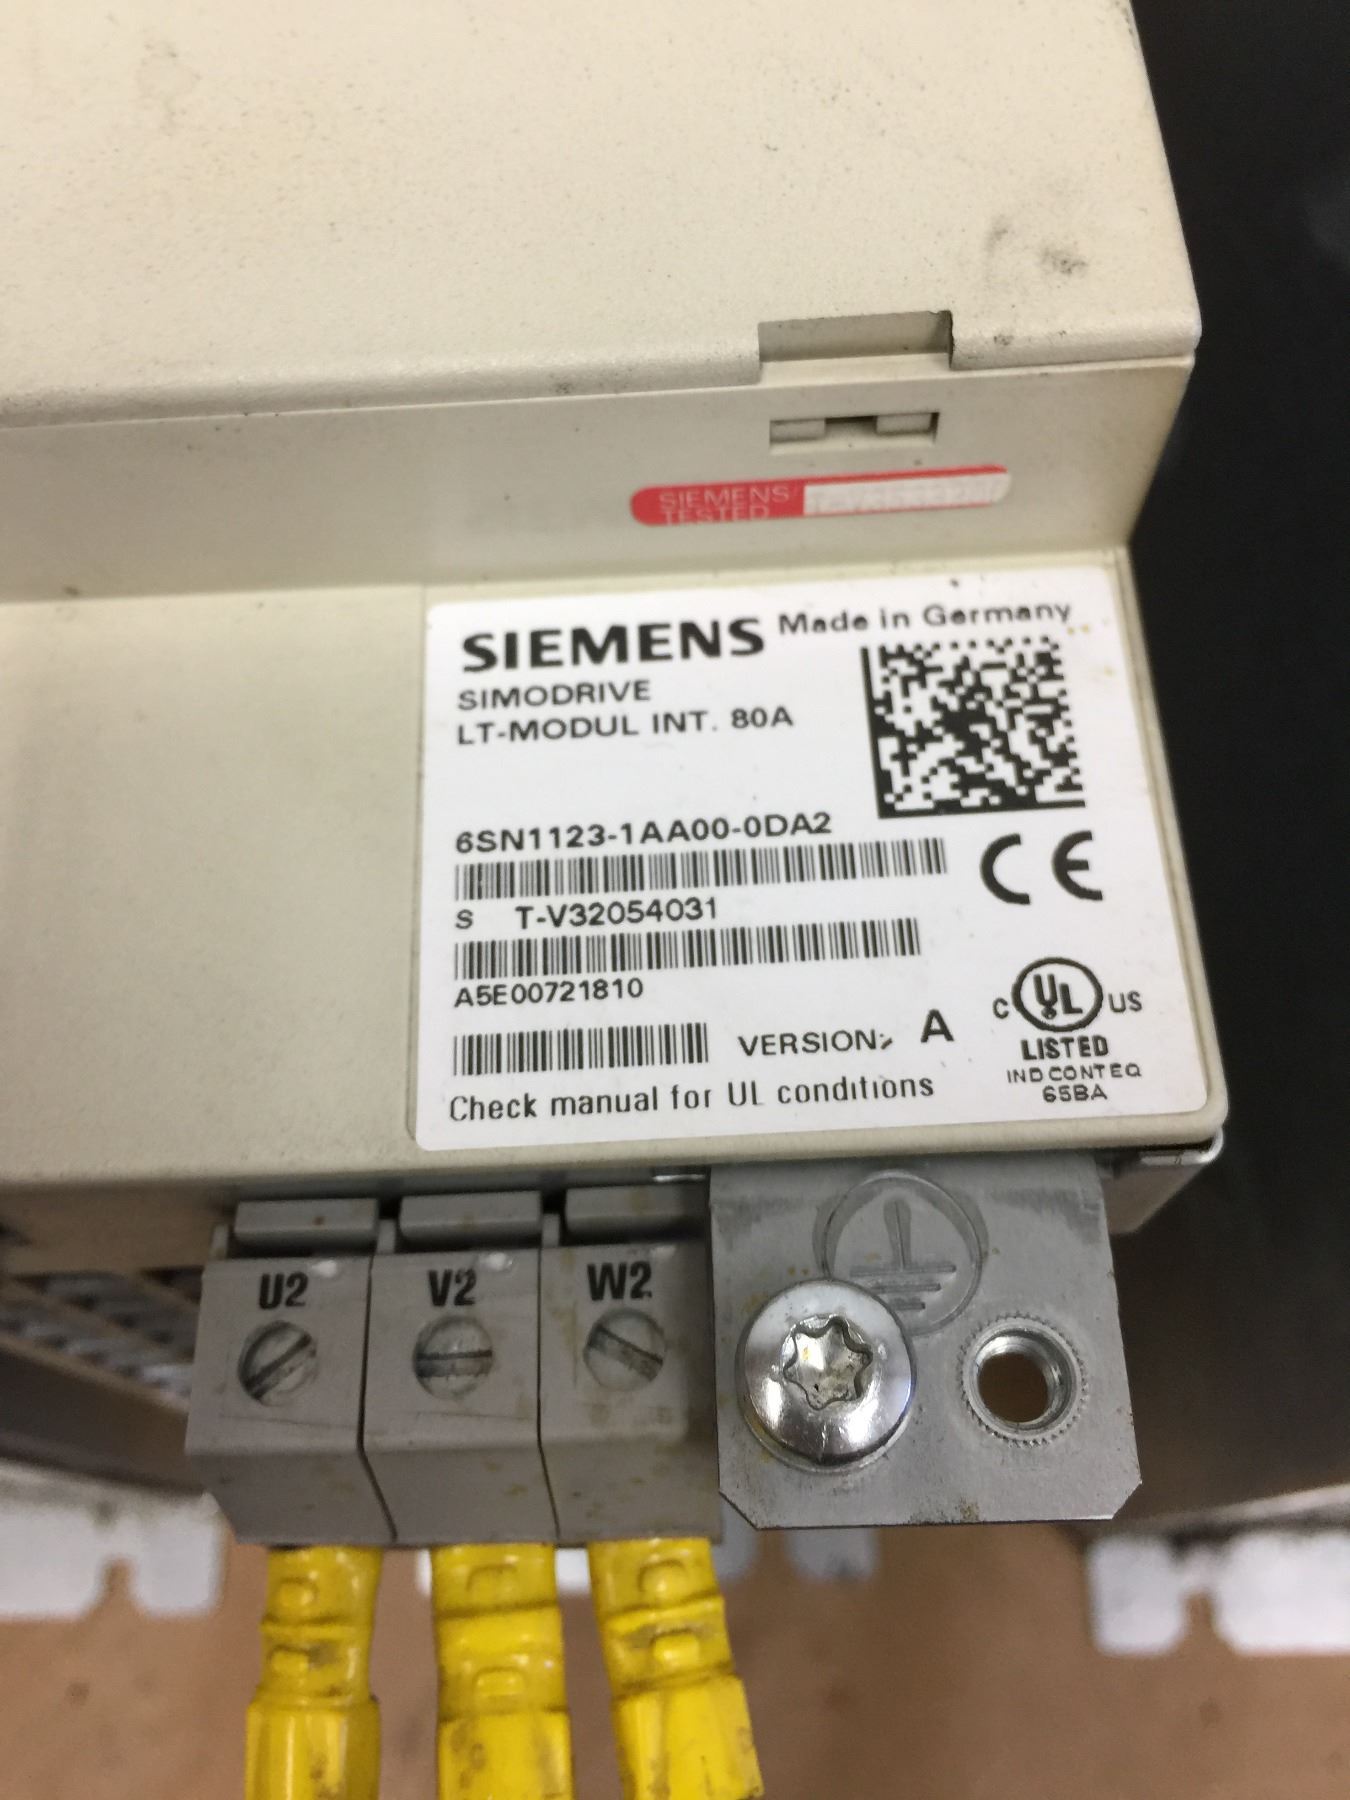 SIEMENS
TESTED
SIEMENS Made in Germany
SIMODRIVE
LT-MODUL INT. 80A
6SN1123-1AA00-0DA2
S T-V32054031
A5E00721810
VERSION: A
Check manual for UL conditions
CE
C UL US
LISTED
IND CONT EQ
65BA
U2 V2 W2